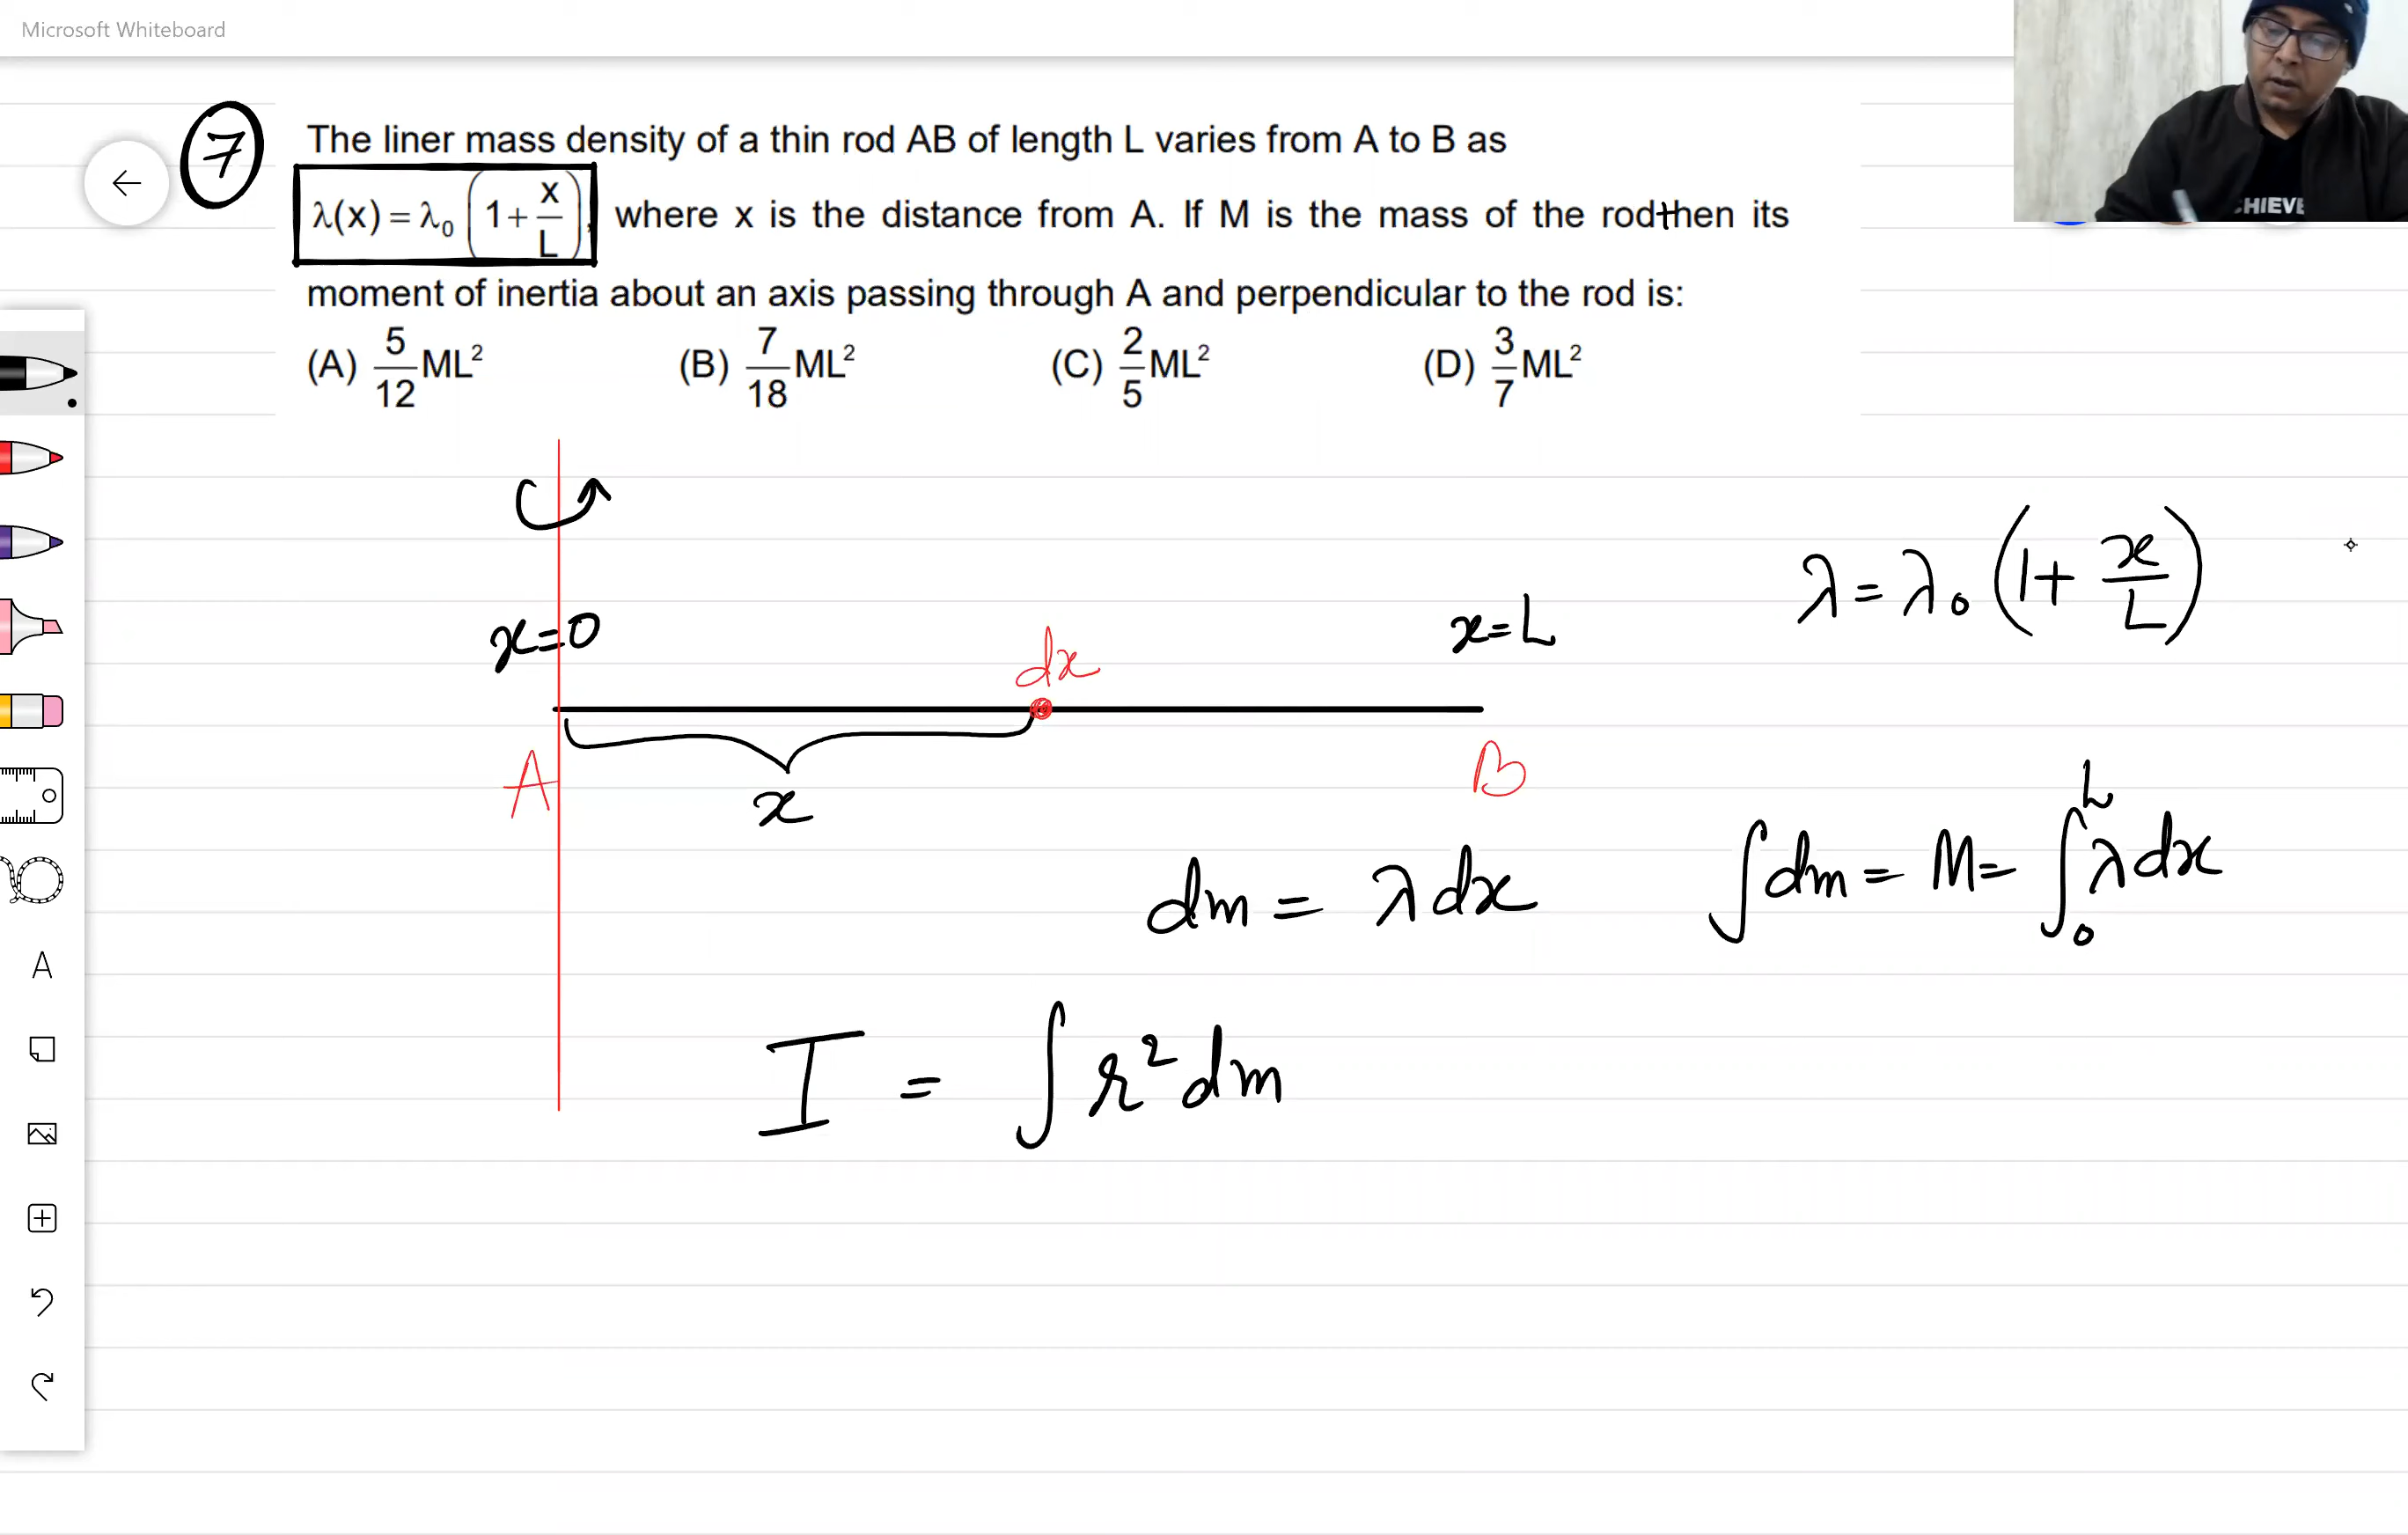 Microsoft Whiteboard
7
The liner mass density of a thin rod AB of length L varies from A to B as
λ(x) = λ₀ (1 + x/L), where x is the distance from A. If M is the mass of the rod then its
moment of inertia about an axis passing through A and perpendicular to the rod is:
(A) 5/12 ML² (B) 7/18 ML² (C) 2/5 ML² (D) 3/7 ML²
λ = λ₀ (1 + x/L)
x=0
x=L
dx
A
B
x
dm = λ dx
∫ dm = M = ∫₀ᴸ λ dx
I = ∫ r² dm
CHIEVE
A